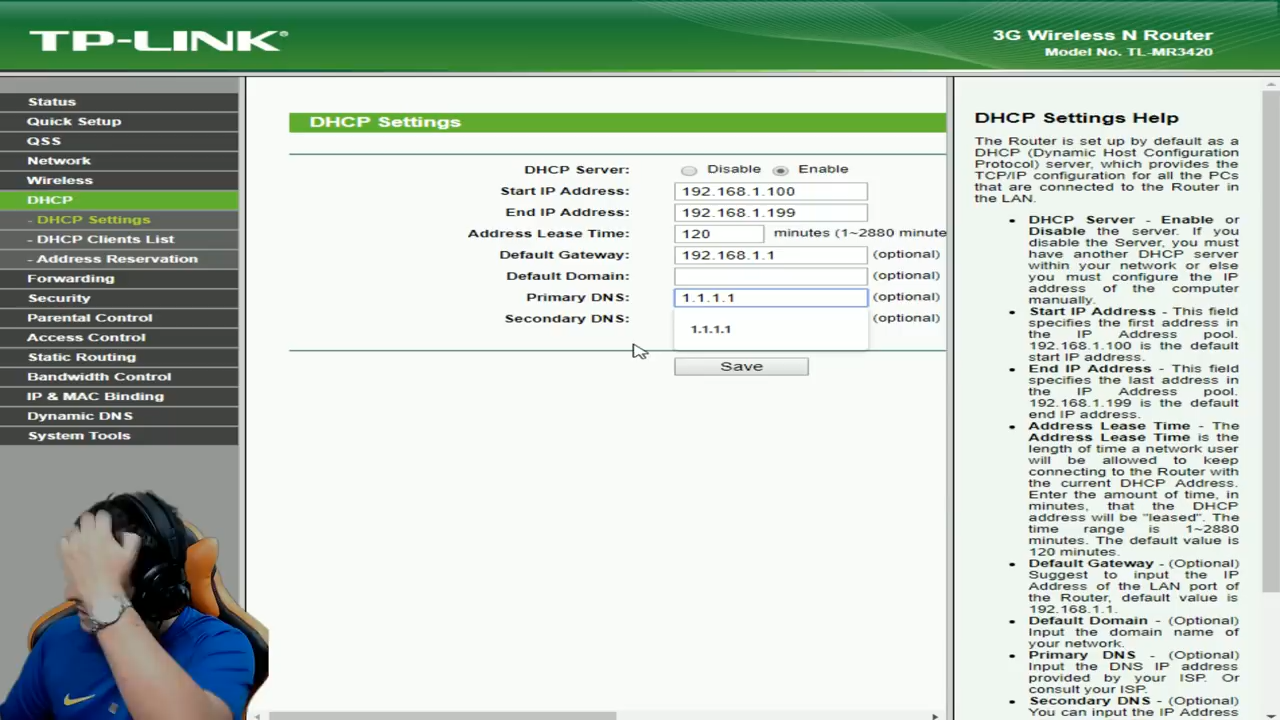 TP-LINK®
3G Wireless N Router
Model No. TL-MR3420
Status
Quick Setup
QSS
Network
Wireless
DHCP
- DHCP Settings
- DHCP Clients List
- Address Reservation
Forwarding
Security
Parental Control
Access Control
Static Routing
Bandwidth Control
IP & MAC Binding
Dynamic DNS
System Tools
DHCP Settings
DHCP Server: Disable Enable
Start IP Address: 192.168.1.100
End IP Address: 192.168.1.199
Address Lease Time: 120 minutes (1~2880 minute
Default Gateway: 192.168.1.1 (optional)
Default Domain: (optional)
Primary DNS: 1.1.1.1 (optional)
Secondary DNS: (optional)
1.1.1.1
Save
DHCP Settings Help
The Router is set up by default as a
DHCP (Dynamic Host Configuration
Protocol) server, which provides the
TCP/IP configuration for all the PCs
that are connected to the Router in
the LAN.
• DHCP Server - Enable or
Disable the server. If you
disable the Server, you must
have another DHCP server
within your network or else
you must configure the IP
address of the computer
manually.
• Start IP Address - This field
specifies the first address in
the IP Address pool.
192.168.1.100 is the default
start IP address.
• End IP Address - This field
specifies the last address in
the IP Address pool.
192.168.1.199 is the default
end IP address.
• Address Lease Time - The
Address Lease Time is the
length of time a network user
will be allowed to keep
connecting to the Router with
the current DHCP Address.
Enter the amount of time, in
minutes, that the DHCP
address will be "leased". The
time range is 1~2880
minutes. The default value is
120 minutes.
• Default Gateway - (Optional)
Suggest to input the IP
Address of the LAN port of
the Router, default value is
192.168.1.1.
• Default Domain - (Optional)
Input the domain name of
your network.
• Primary DNS - (Optional)
Input the DNS IP address
provided by your ISP. Or
consult your ISP.
• Secondary DNS - (Optional)
You can input the IP Address